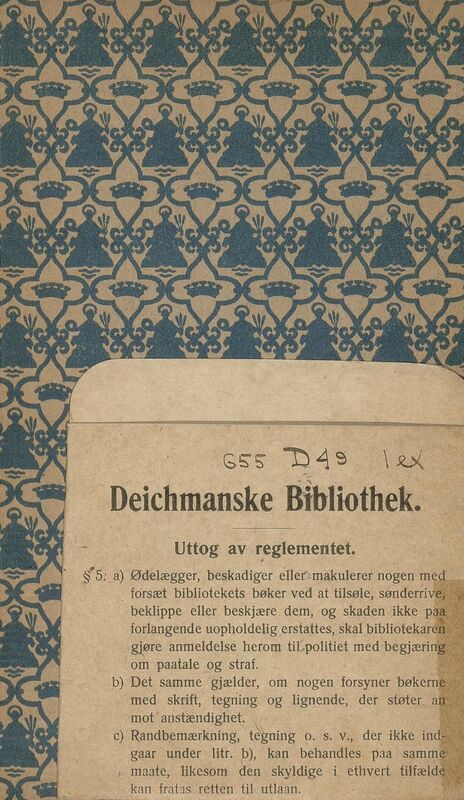 G55 D49 1 ex
Deichmanske Bibliothek.
Uttog av reglementet.
§ 5. a) Ødelægger, beskadiger eller makulerer nogen med
forsæt bibliotekets bøker ved at tilsøle, sønderrive,
beklippe eller beskjære dem, og skaden ikke paa
forlangende uopholdelig erstattes, skal bibliotekaren
gjøre anmeldelse herom til politiet med begjæring
om paatale og straf.
b) Det samme gjælder, om nogen forsyner bøkerne
med skrift, tegning og lignende, der støter an
mot anstændighet.
c) Randbemærkning, tegning o. s. v., der ikke ind-
gaar under litr. b), kan behandles paa samme
maate, likesom den skyldige i ethvert tilfælde
kan fratas retten til utlaan.